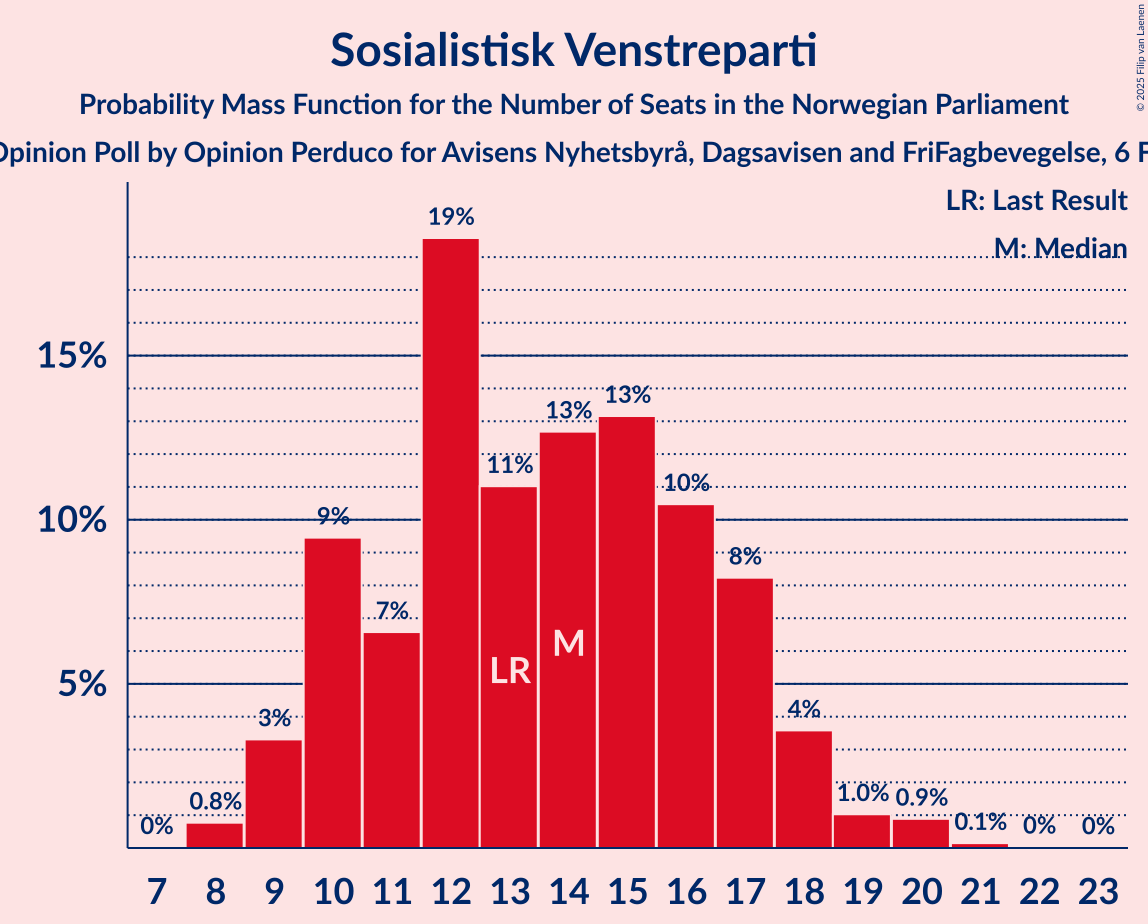 Sosialistisk Venstreparti
Probability Mass Function for the Number of Seats in the Norwegian Parliament
Opinion Poll by Opinion Perduco for Avisens Nyhetsbyrå, Dagsavisen and FriFagbevegelse, 6
© 2025 Filip van Laenen
LR: Last Result
M: Median
15%
10%
5%
0%
0.8%
3%
9%
7%
19%
11%
13%
13%
10%
8%
4%
1.0%
0.9%
0.1%
0%
0%
LR
M
7 8 9 10 11 12 13 14 15 16 17 18 19 20 21 22 23